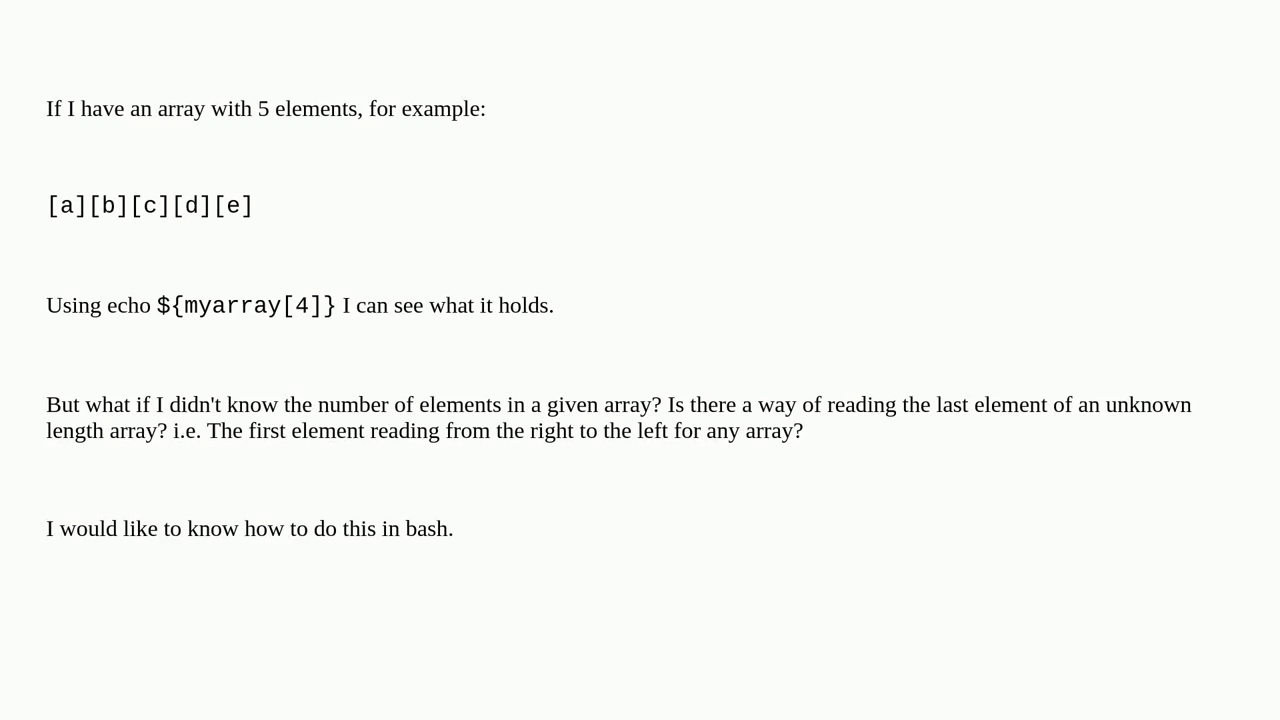 If I have an array with 5 elements, for example:
[a][b][c][d][e]
Using echo ${myarray[4]} I can see what it holds.
But what if I didn't know the number of elements in a given array? Is there a way of reading the last element of an unknown
length array? i.e. The first element reading from the right to the left for any array?
I would like to know how to do this in bash.